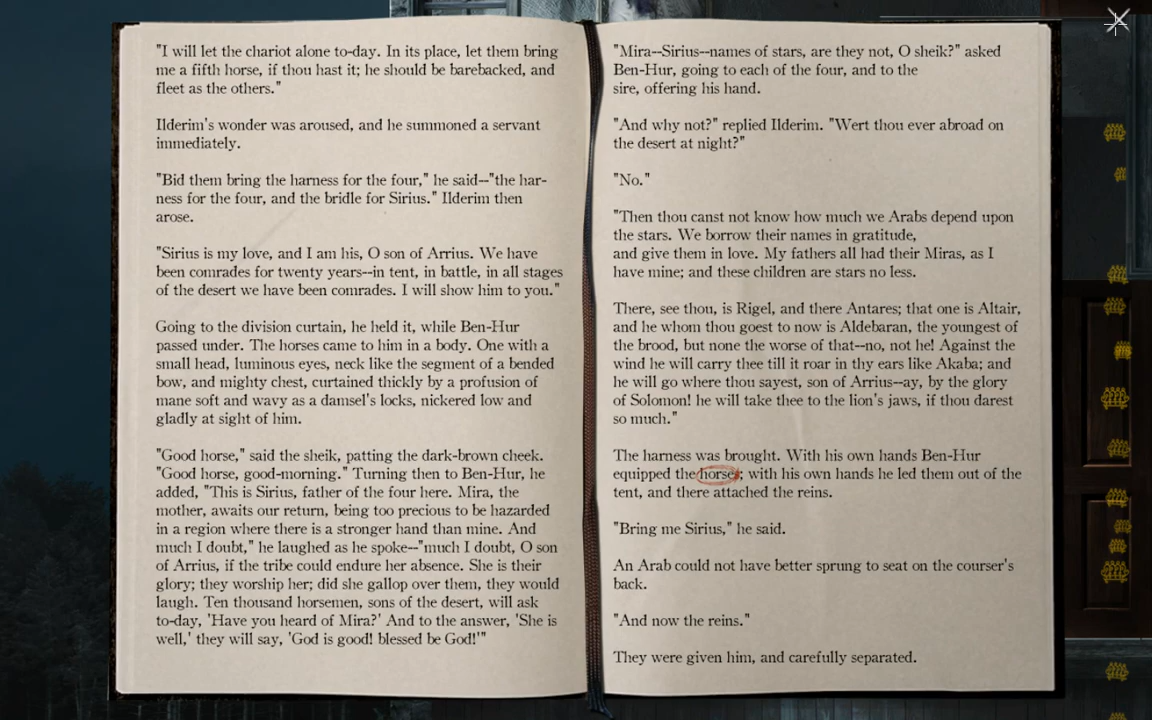 "I will let the chariot alone to-day. In its place, let them bring
me a fifth horse, if thou hast it; he should be barebacked, and
fleet as the others."
Ilderim's wonder was aroused, and he summoned a servant
immediately.
"Bid them bring the harness for the four," he said--"the har-
ness for the four, and the bridle for Sirius." Ilderim then
arose.
"Sirius is my love, and I am his, O son of Arrius. We have
been comrades for twenty years--in tent, in battle, in all stages
of the desert we have been comrades. I will show him to you."
Going to the division curtain, he held it, while Ben-Hur
passed under. The horses came to him in a body. One with a
small head, luminous eyes, neck like the segment of a bended
bow, and mighty chest, curtained thickly by a profusion of
mane soft and wavy as a damsel's locks, nickered low and
gladly at sight of him.
"Good horse," said the sheik, patting the dark-brown cheek.
"Good horse, good-morning." Turning then to Ben-Hur, he
added, "This is Sirius, father of the four here. Mira, the
mother, awaits our return, being too precious to be hazarded
in a region where there is a stronger hand than mine. And
much I doubt," he laughed as he spoke--"much I doubt, O son
of Arrius, if the tribe could endure her absence. She is their
glory; they worship her; did she gallop over them, they would
laugh. Ten thousand horsemen, sons of the desert, will ask
to-day, 'Have you heard of Mira?' And to the answer, 'She is
well,' they will say, 'God is good! blessed be God!'"
"Mira--Sirius--names of stars, are they not, O sheik?" asked
Ben-Hur, going to each of the four, and to the
sire, offering his hand.
"And why not?" replied Ilderim. "Wert thou ever abroad on
the desert at night?"
"No."
"Then thou canst not know how much we Arabs depend upon
the stars. We borrow their names in gratitude,
and give them in love. My fathers all had their Miras, as I
have mine; and these children are stars no less.
There, see thou, is Rigel, and there Antares; that one is Altair,
and he whom thou goest to now is Aldebaran, the youngest of
the brood, but none the worse of that--no, not he! Against the
wind he will carry thee till it roar in thy ears like Akaba; and
he will go where thou sayest, son of Arrius--ay, by the glory
of Solomon! he will take thee to the lion's jaws, if thou darest
so much."
The harness was brought. With his own hands Ben-Hur
equipped the horses; with his own hands he led them out of the
tent, and there attached the reins.
"Bring me Sirius," he said.
An Arab could not have better sprung to seat on the courser's
back.
"And now the reins."
They were given him, and carefully separated.